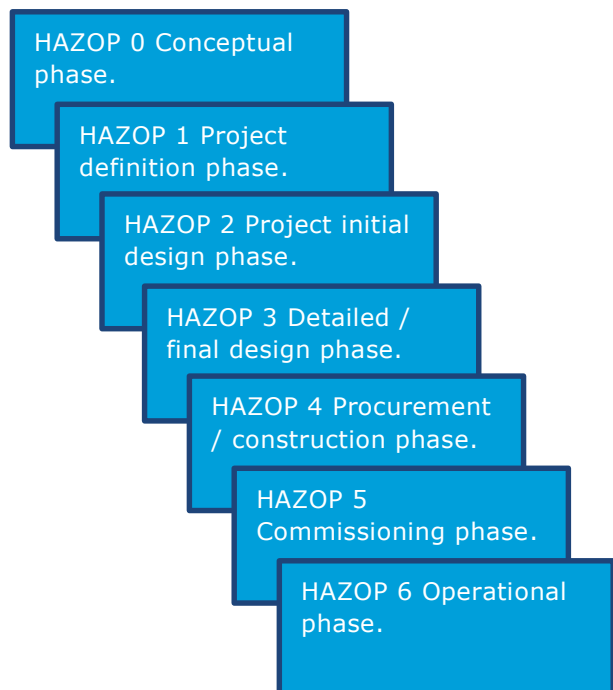 HAZOP 0 Conceptual
phase.
HAZOP 1 Project
definition phase.
HAZOP 2 Project initial
design phase.
HAZOP 3 Detailed /
final design phase.
HAZOP 4 Procurement
/ construction phase.
HAZOP 5
Commissioning phase.
HAZOP 6 Operational
phase.